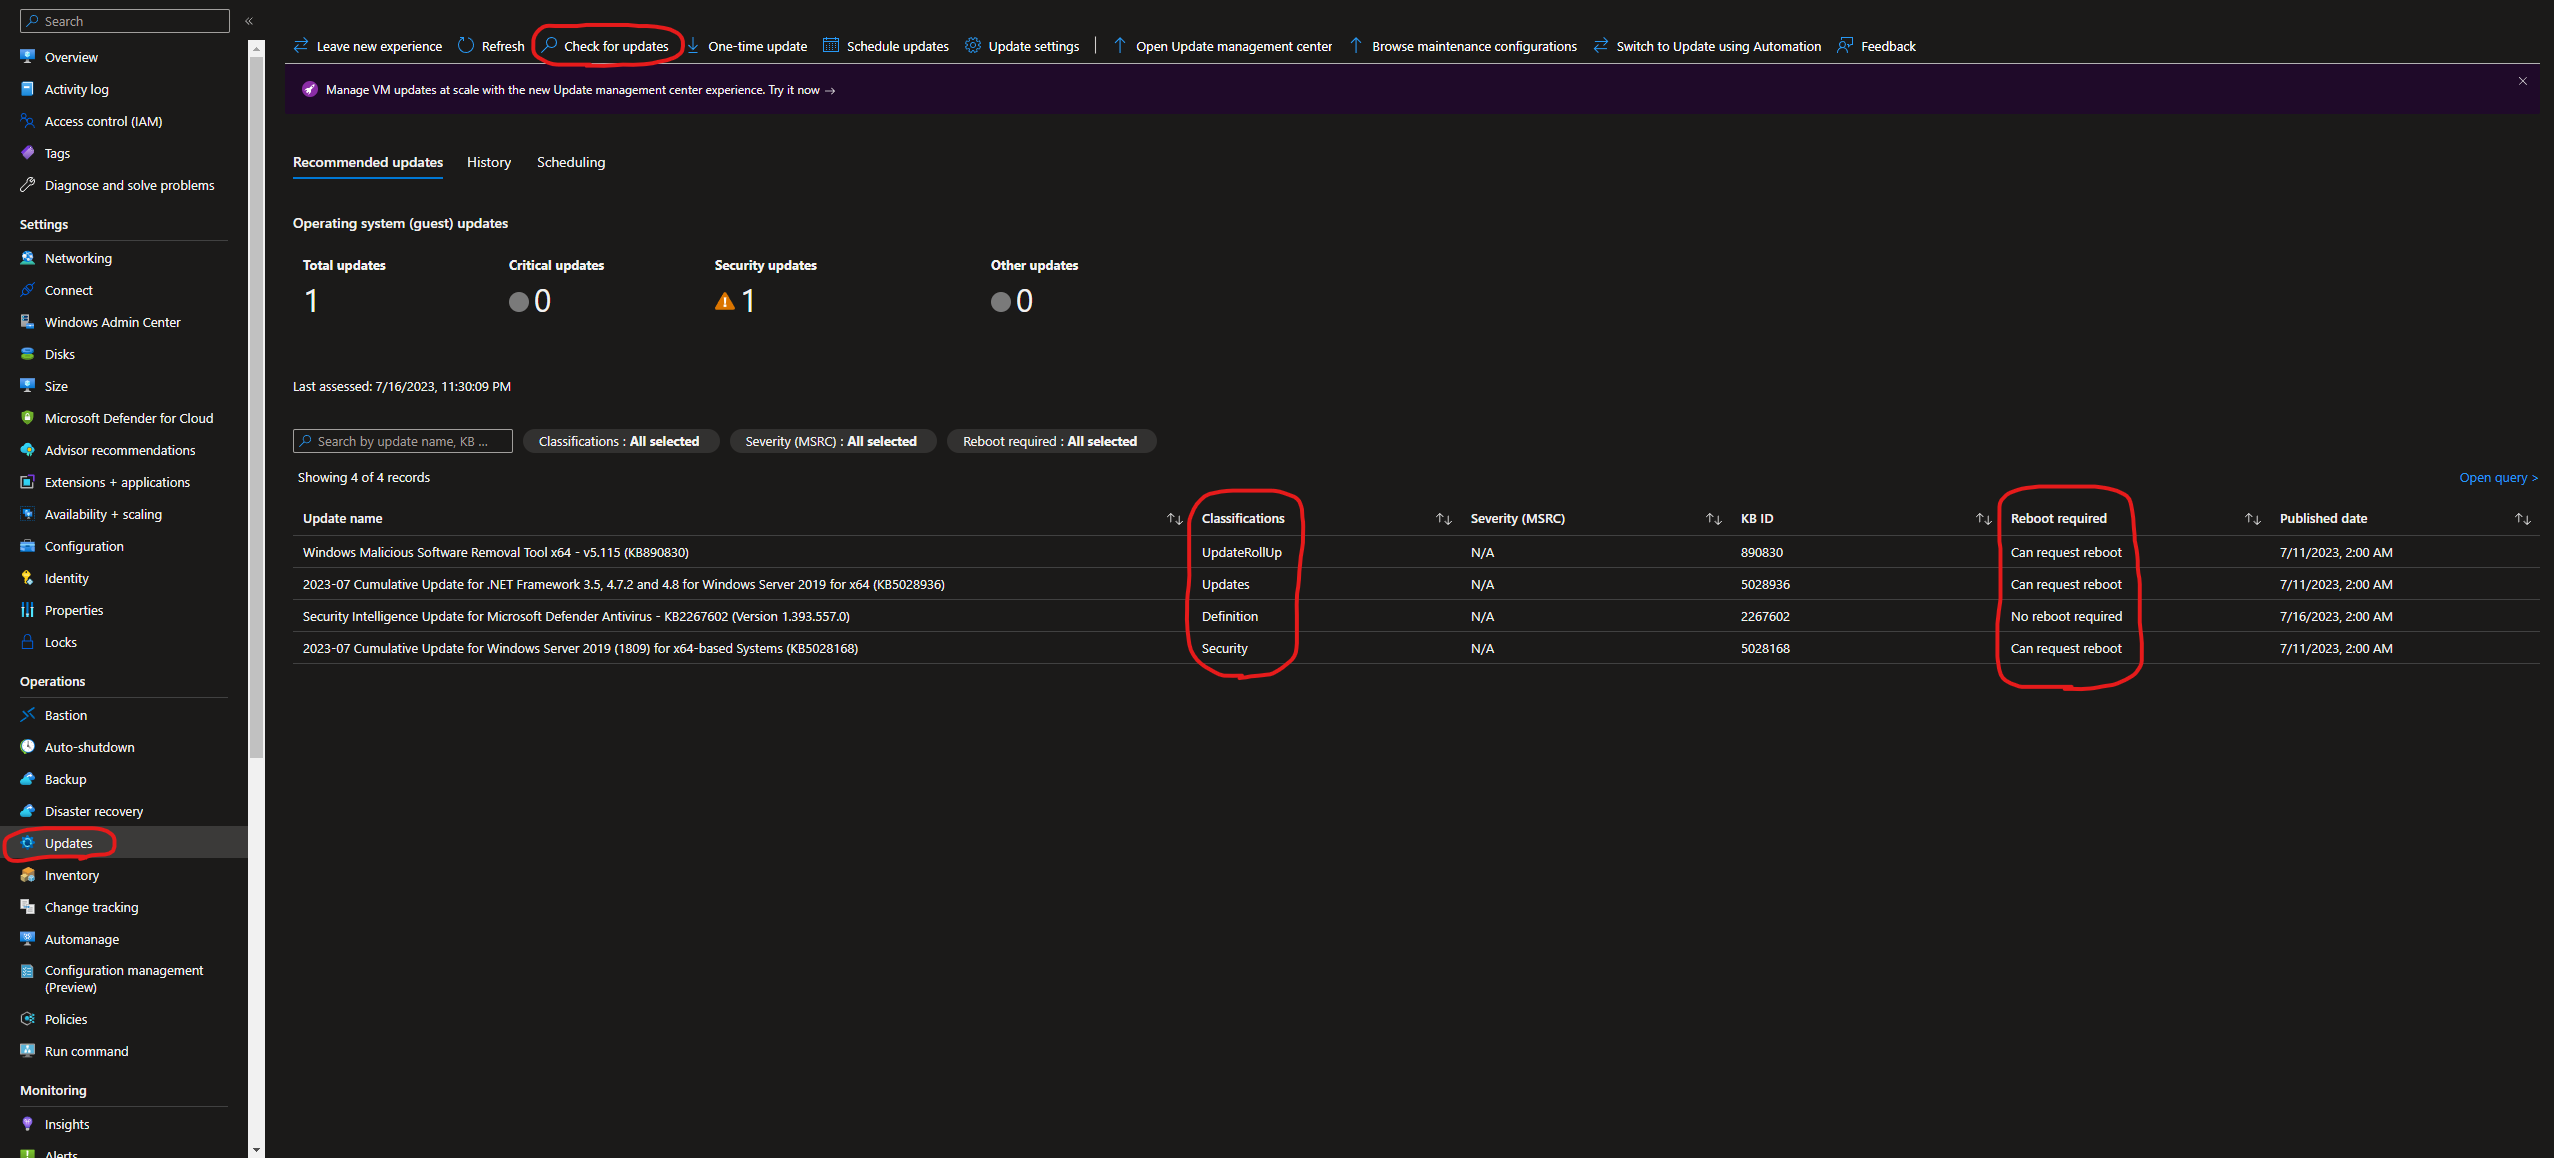 Search
Overview
Activity log
Access control (IAM)
Tags
Diagnose and solve problems
Settings
Networking
Connect
Windows Admin Center
Disks
Size
Microsoft Defender for Cloud
Advisor recommendations
Extensions + applications
Availability + scaling
Configuration
Identity
Properties
Locks
Operations
Bastion
Auto-shutdown
Backup
Disaster recovery
Updates
Inventory
Change tracking
Automanage
Configuration management
(Preview)
Policies
Run command
Monitoring
Insights
Alerts
Leave new experience Refresh Check for updates One-time update Schedule updates Update settings Open Update management center Browse maintenance configurations Switch to Update using Automation Feedback
Manage VM updates at scale with the new Update management center experience. Try it now →
Recommended updates History Scheduling
Operating system (guest) updates
Total updates Critical updates Security updates Other updates
1 0 1 0
Last assessed: 7/16/2023, 11:30:09 PM
Search by update name, KB ... Classifications : All selected Severity (MSRC) : All selected Reboot required : All selected
Showing 4 of 4 records Open query >
Update name Classifications Severity (MSRC) KB ID Reboot required Published date
Windows Malicious Software Removal Tool x64 - v5.115 (KB890830) UpdateRollUp N/A 890830 Can request reboot 7/11/2023, 2:00 AM
2023-07 Cumulative Update for .NET Framework 3.5, 4.7.2 and 4.8 for Windows Server 2019 for x64 (KB5028936) Updates N/A 5028936 Can request reboot 7/11/2023, 2:00 AM
Security Intelligence Update for Microsoft Defender Antivirus - KB2267602 (Version 1.393.557.0) Definition N/A 2267602 No reboot required 7/16/2023, 2:00 AM
2023-07 Cumulative Update for Windows Server 2019 (1809) for x64-based Systems (KB5028168) Security N/A 5028168 Can request reboot 7/11/2023, 2:00 AM